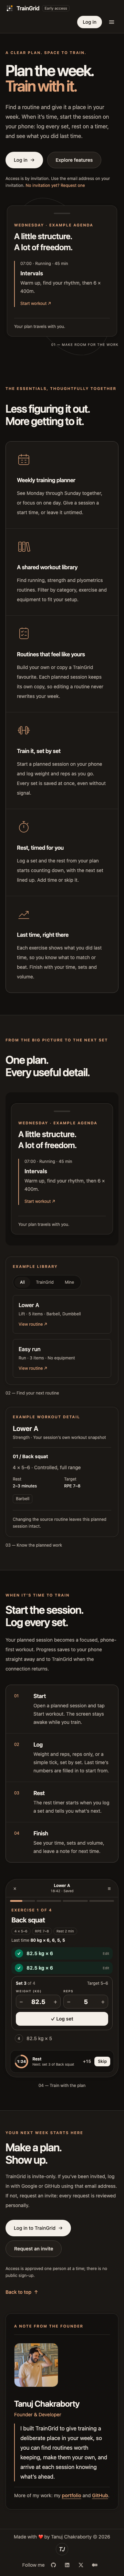 TrainGrid Early access
Log in
A CLEAR PLAN. SPACE TO TRAIN.
Plan the week.
Train with it.
Find a routine and give it a place in your
week. When it's time, start the session on
your phone: log every set, rest on a timer,
and see what you did last time.
Log in →
Explore features
Access is by invitation. Use the email address on your
invitation. No invitation yet? Request one
WEDNESDAY · EXAMPLE AGENDA
A little structure.
A lot of freedom.
07:00 · Running · 45 min
Intervals
Warm up, find your rhythm, then 6 ×
400m.
Start workout ↗
Your plan travels with you.
01 — MAKE ROOM FOR THE WORK
THE ESSENTIALS, THOUGHTFULLY TOGETHER
Less figuring it out.
More getting to it.
Weekly training planner
See Monday through Sunday together,
or focus on one day. Give a session a
start time, or leave it untimed.
A shared workout library
Find running, strength and plyometrics
routines. Filter by category, exercise and
equipment to fit your setup.
Routines that feel like yours
Build your own or copy a TrainGrid
favourite. Each planned session keeps
its own copy, so editing a routine never
rewrites your week.
Train it, set by set
Start a planned session on your phone
and log weight and reps as you go.
Every set is saved at once, even without
signal.
Rest, timed for you
Log a set and the rest from your plan
starts counting down, with the next set
lined up. Add time or skip it.
Last time, right there
Each exercise shows what you did last
time, so you know what to match or
beat. Finish with your time, sets and
volume.
FROM THE BIG PICTURE TO THE NEXT SET
One plan.
Every useful detail.
WEDNESDAY · EXAMPLE AGENDA
A little structure.
A lot of freedom.
07:00 · Running · 45 min
Intervals
Warm up, find your rhythm, then 6 ×
400m.
Start workout ↗
Your plan travels with you.
EXAMPLE LIBRARY
All TrainGrid Mine
Lower A
Lift · 5 items · Barbell, Dumbbell
View routine ↗
Easy run
Run · 3 items · No equipment
View routine ↗
02 — Find your next routine
EXAMPLE WORKOUT DETAIL
Lower A
Strength · Your session's own workout snapshot
01 / Back squat
4 × 5–6 · Controlled, full range
Rest Target
2–3 minutes RPE 7–8
Barbell
Changing the source routine leaves this planned
session intact.
03 — Know the planned work
WHEN IT'S TIME TO TRAIN
Start the session.
Log every set.
Your planned session becomes a focused, phone-
first workout. Progress saves to your phone
straight away and to TrainGrid when the
connection returns.
01 Start
Open a planned session and tap
Start workout. The screen stays
awake while you train.
02 Log
Weight and reps, reps only, or a
simple tick, set by set. Last time's
numbers are filled in to start from.
03 Rest
The rest timer starts when you log
a set and tells you what's next.
04 Finish
See your time, sets and volume,
and leave a note for next time.
Lower A
EXERCISE 1 OF 4
Back squat
4 × 5–6 RPE 7–8 Rest 2 min
Last time 80 kg × 6, 6, 5, 5
82.5 kg × 6 Edit
82.5 kg × 6 Edit
Set 3 of 4 Target 5–6
WEIGHT (KG) REPS
− 82.5 + − 5 +
✓ Log set
4 82.5 kg × 5
1:24 Rest +15 Skip
Next: set 3 of Back squat
04 — Train with the plan
YOUR NEXT WEEK STARTS HERE
Make a plan.
Show up.
TrainGrid is invite-only. If you've been invited, log
in with Google or GitHub using that email address.
If not, request an invite: every request is reviewed
personally.
Log in to TrainGrid →
Request an invite
Access is approved one person at a time; there is no
public sign-up.
Back to top ↑
A NOTE FROM THE FOUNDER
Tanuj Chakraborty
Founder & Developer
I built TrainGrid to give training a
deliberate place in your week, so
you can find routines worth
keeping, make them your own, and
arrive at each session knowing
what's ahead.
More of my work: my portfolio and GitHub.
Made with ❤️ by Tanuj Chakraborty © 2026
TJ
Follow me